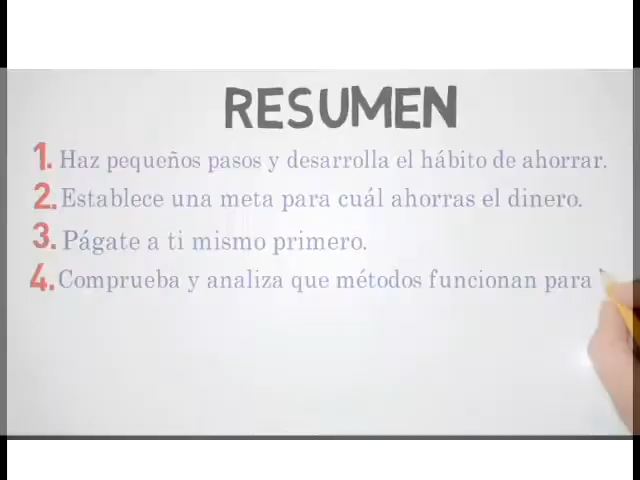 RESUMEN
1. Haz pequeños pasos y desarrolla el hábito de ahorrar.
2. Establece una meta para cuál ahorras el dinero.
3. Págate a ti mismo primero.
4. Comprueba y analiza que métodos funcionan para